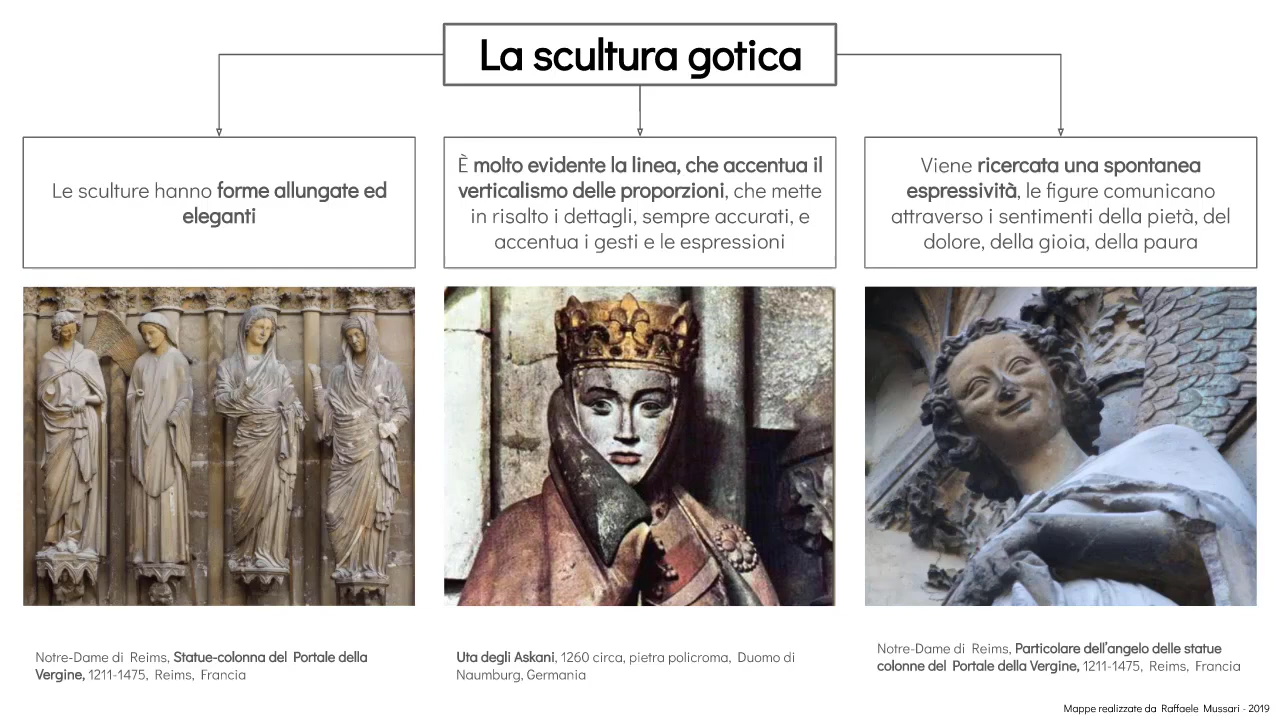 La scultura gotica
Le sculture hanno forme allungate ed
eleganti
È molto evidente la linea, che accentua il
verticalismo delle proporzioni, che mette
in risalto i dettagli, sempre accurati, e
accentua i gesti e le espressioni
Viene ricercata una spontanea
espressività, le figure comunicano
attraverso i sentimenti della pietà, del
dolore, della gioia, della paura
Notre-Dame di Reims, Statue-colonna del Portale della
Vergine, 1211-1475, Reims, Francia
Uta degli Askani, 1260 circa, pietra policroma, Duomo di
Naumburg, Germania
Notre-Dame di Reims, Particolare dell'angelo delle statue
colonne del Portale della Vergine, 1211-1475, Reims, Francia
Mappe realizzate da Raffaele Mussari - 2019